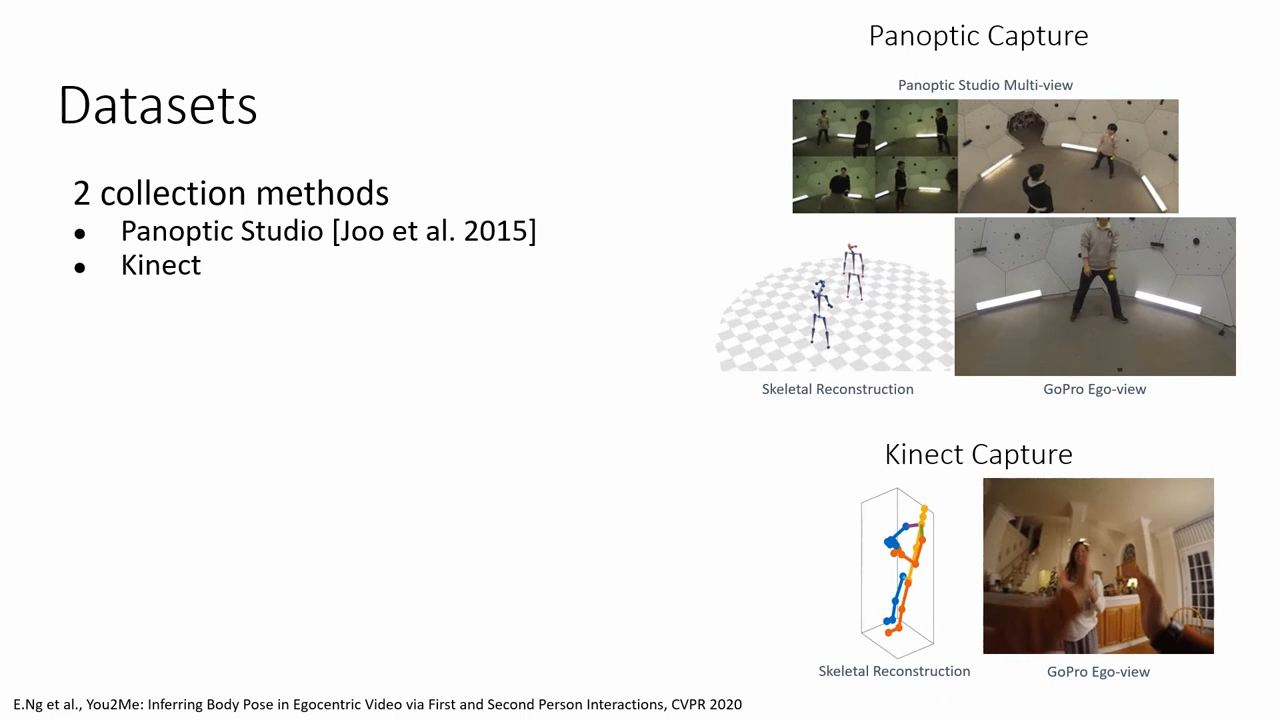 Datasets
2 collection methods
● Panoptic Studio [Joo et al. 2015]
● Kinect
Panoptic Capture
Panoptic Studio Multi-view
Skeletal Reconstruction
GoPro Ego-view
Kinect Capture
Skeletal Reconstruction
GoPro Ego-view
E.Ng et al., You2Me: Inferring Body Pose in Egocentric Video via First and Second Person Interactions, CVPR 2020